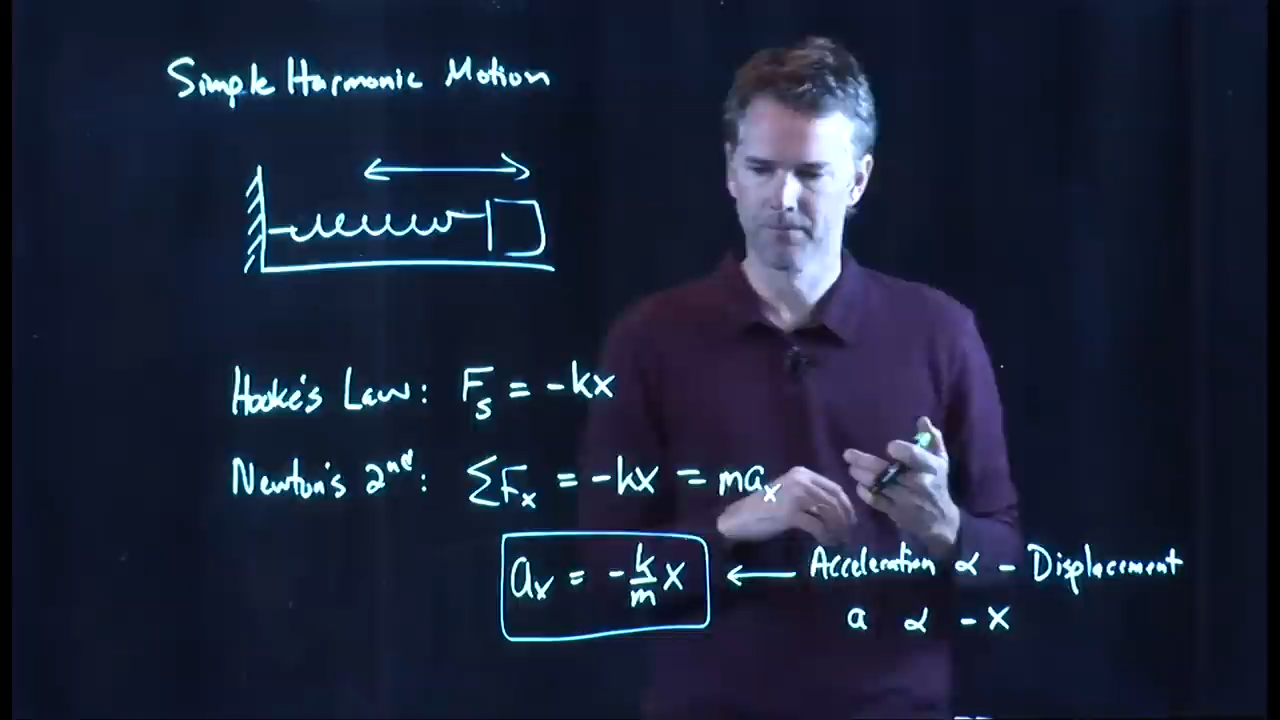 Simple Harmonic Motion
Hooke's Law: Fₛ = -kx
Newton's 2ⁿᵈ: ΣFₓ = -kx = maₓ
aₓ = -k/m x ← Acceleration α - Displacement
a α - x